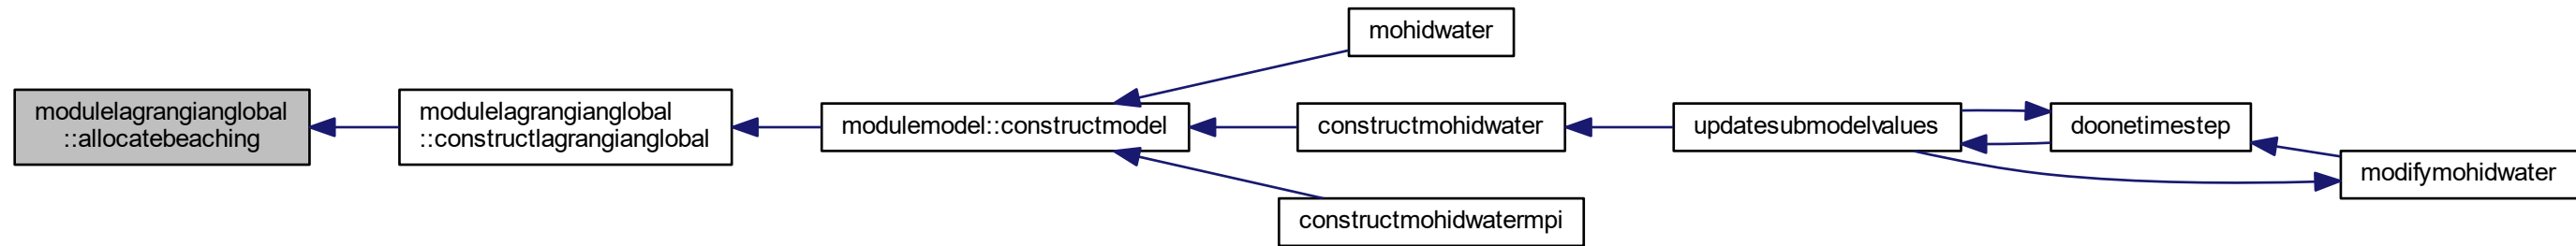 mohidwater
modulelagrangianglobal
::allocatebeaching
modulelagrangianglobal
::constructlagrangianglobal
modulemodel::constructmodel
constructmohidwater
updatesubmodelvalues
doonetimestep
modifymohidwater
constructmohidwatermpi